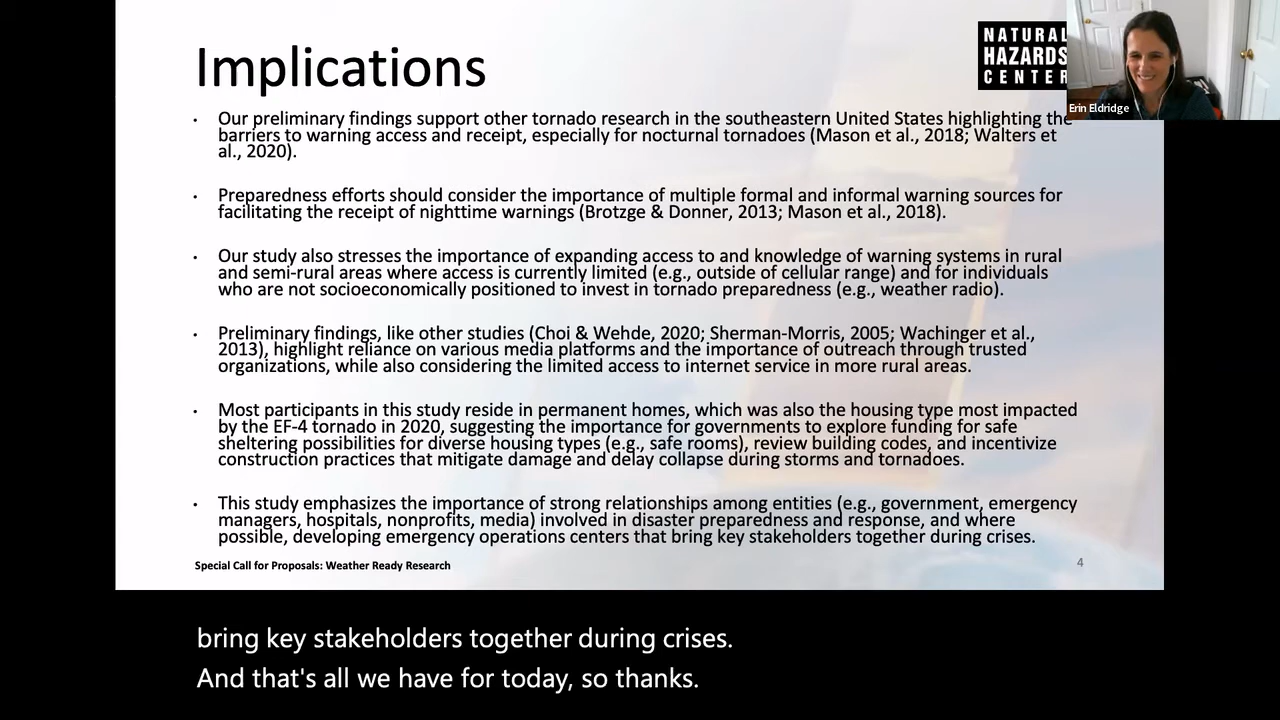 Implications
NATURAL
HAZARDS
CENTER
Erin Eldridge
• Our preliminary findings support other tornado research in the southeastern United States highlighting the
barriers to warning access and receipt, especially for nocturnal tornadoes (Mason et al., 2018; Walters et
al., 2020).
• Preparedness efforts should consider the importance of multiple formal and informal warning sources for
facilitating the receipt of nighttime warnings (Brotzge & Donner, 2013; Mason et al., 2018).
• Our study also stresses the importance of expanding access to and knowledge of warning systems in rural
and semi-rural areas where access is currently limited (e.g., outside of cellular range) and for individuals
who are not socioeconomically positioned to invest in tornado preparedness (e.g., weather radio).
• Preliminary findings, like other studies (Choi & Wehde, 2020; Sherman-Morris, 2005; Wachinger et al.,
2013), highlight reliance on various media platforms and the importance of outreach through trusted
organizations, while also considering the limited access to internet service in more rural areas.
• Most participants in this study reside in permanent homes, which was also the housing type most impacted
by the EF-4 tornado in 2020, suggesting the importance for governments to explore funding for safe
sheltering possibilities for diverse housing types (e.g., safe rooms), review building codes, and incentivize
construction practices that mitigate damage and delay collapse during storms and tornadoes.
• This study emphasizes the importance of strong relationships among entities (e.g., government, emergency
managers, hospitals, nonprofits, media) involved in disaster preparedness and response, and where
possible, developing emergency operations centers that bring key stakeholders together during crises.
Special Call for Proposals: Weather Ready Research
4
bring key stakeholders together during crises.
And that's all we have for today, so thanks.